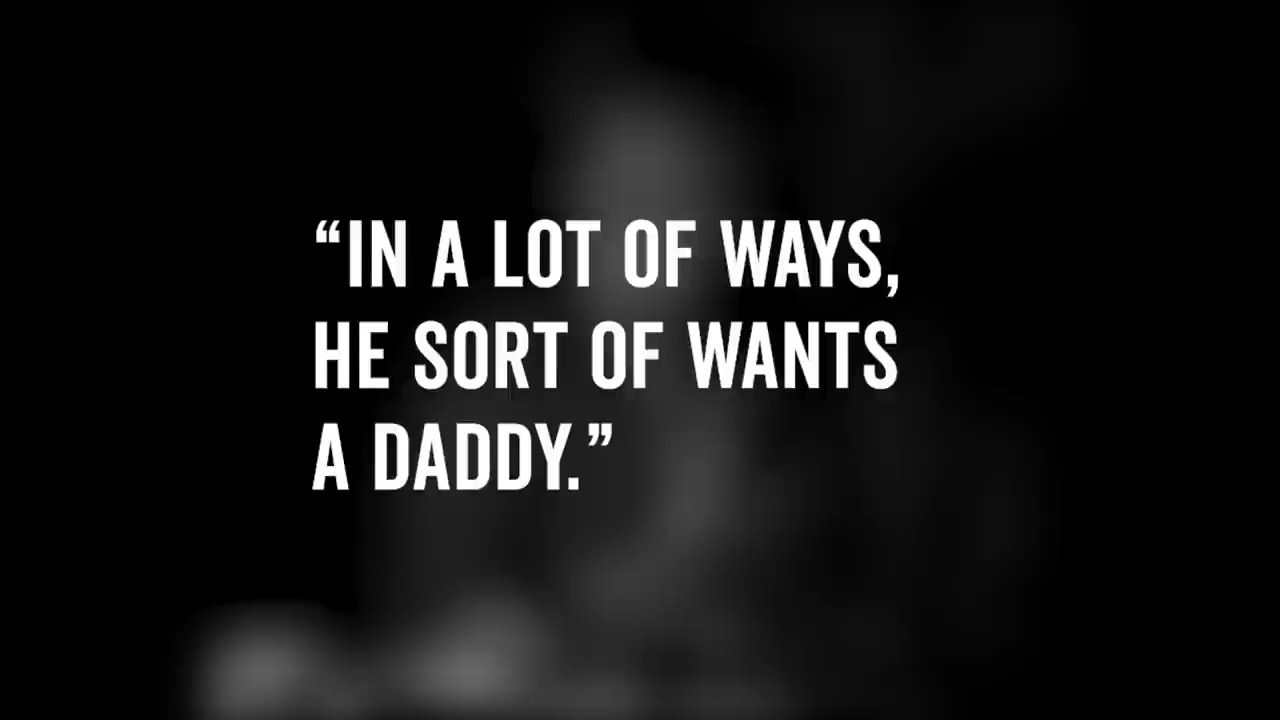 “IN A LOT OF WAYS,
HE SORT OF WANTS
A DADDY.”